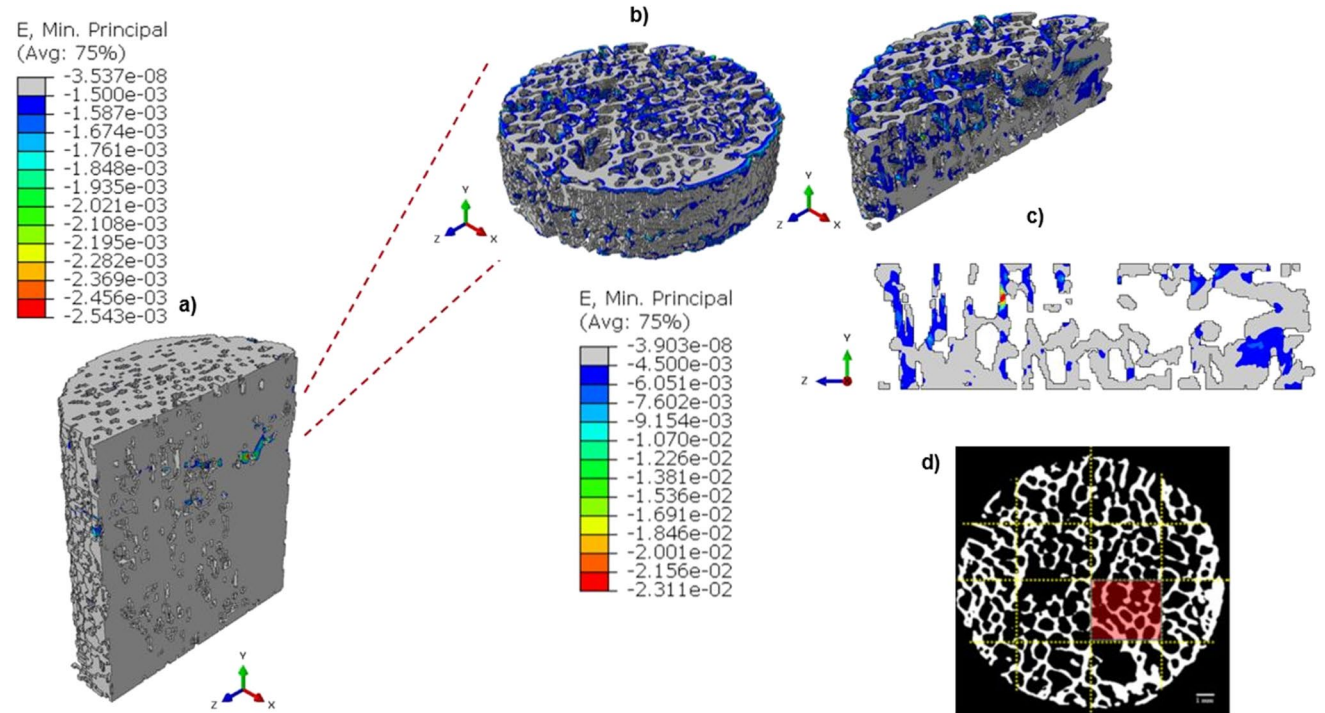 E, Min. Principal
(Avg: 75%)
-3.537e-08
-1.500e-03
-1.587e-03
-1.674e-03
-1.761e-03
-1.848e-03
-1.935e-03
-2.021e-03
-2.108e-03
-2.195e-03
-2.282e-03
-2.369e-03
-2.456e-03
-2.543e-03
a)
Y
Z
X
b)
Y
Z
X
Y
Z
X
E, Min. Principal
(Avg: 75%)
-3.903e-08
-4.500e-03
-6.051e-03
-7.602e-03
-9.154e-03
-1.070e-02
-1.226e-02
-1.381e-02
-1.536e-02
-1.691e-02
-1.846e-02
-2.001e-02
-2.156e-02
-2.311e-02
c)
Y
Z
d)
1 mm